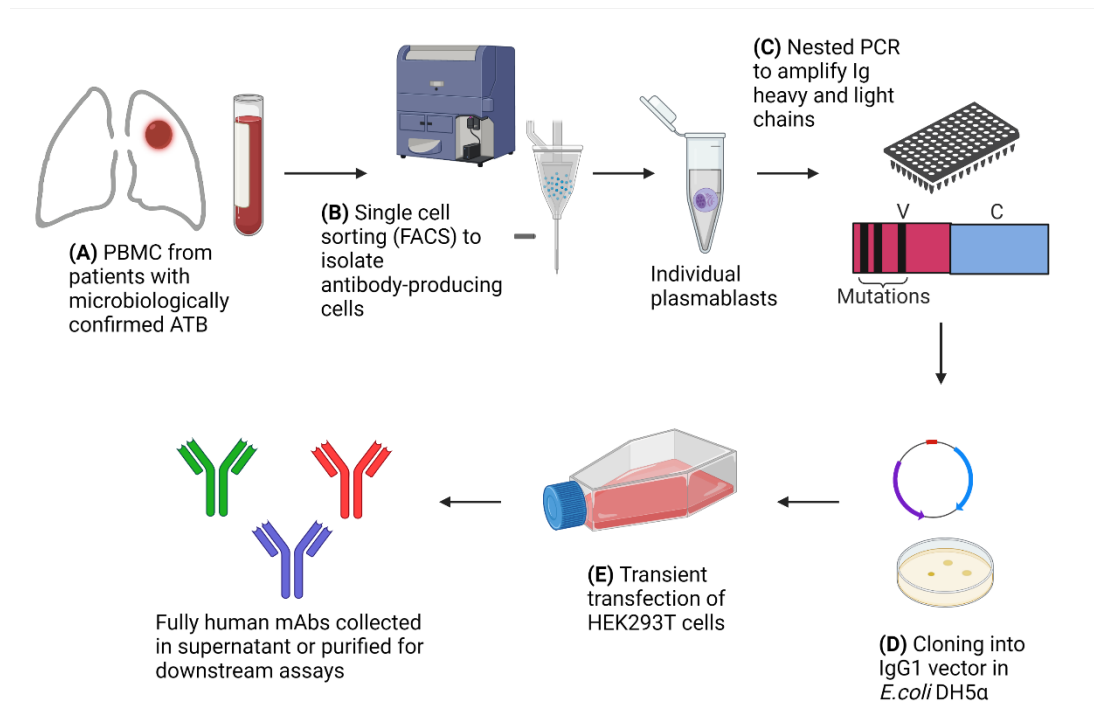 (A) PBMC from
patients with
microbiologically
confirmed ATB
(B) Single cell
sorting (FACS) to
isolate
antibody-producing
cells
Individual
plasmablasts
(C) Nested PCR
to amplify Ig
heavy and light
chains
V C
Mutations
(D) Cloning into
IgG1 vector in
E.coli DH5α
(E) Transient
transfection of
HEK293T cells
Fully human mAbs collected
in supernatant or purified for
downstream assays